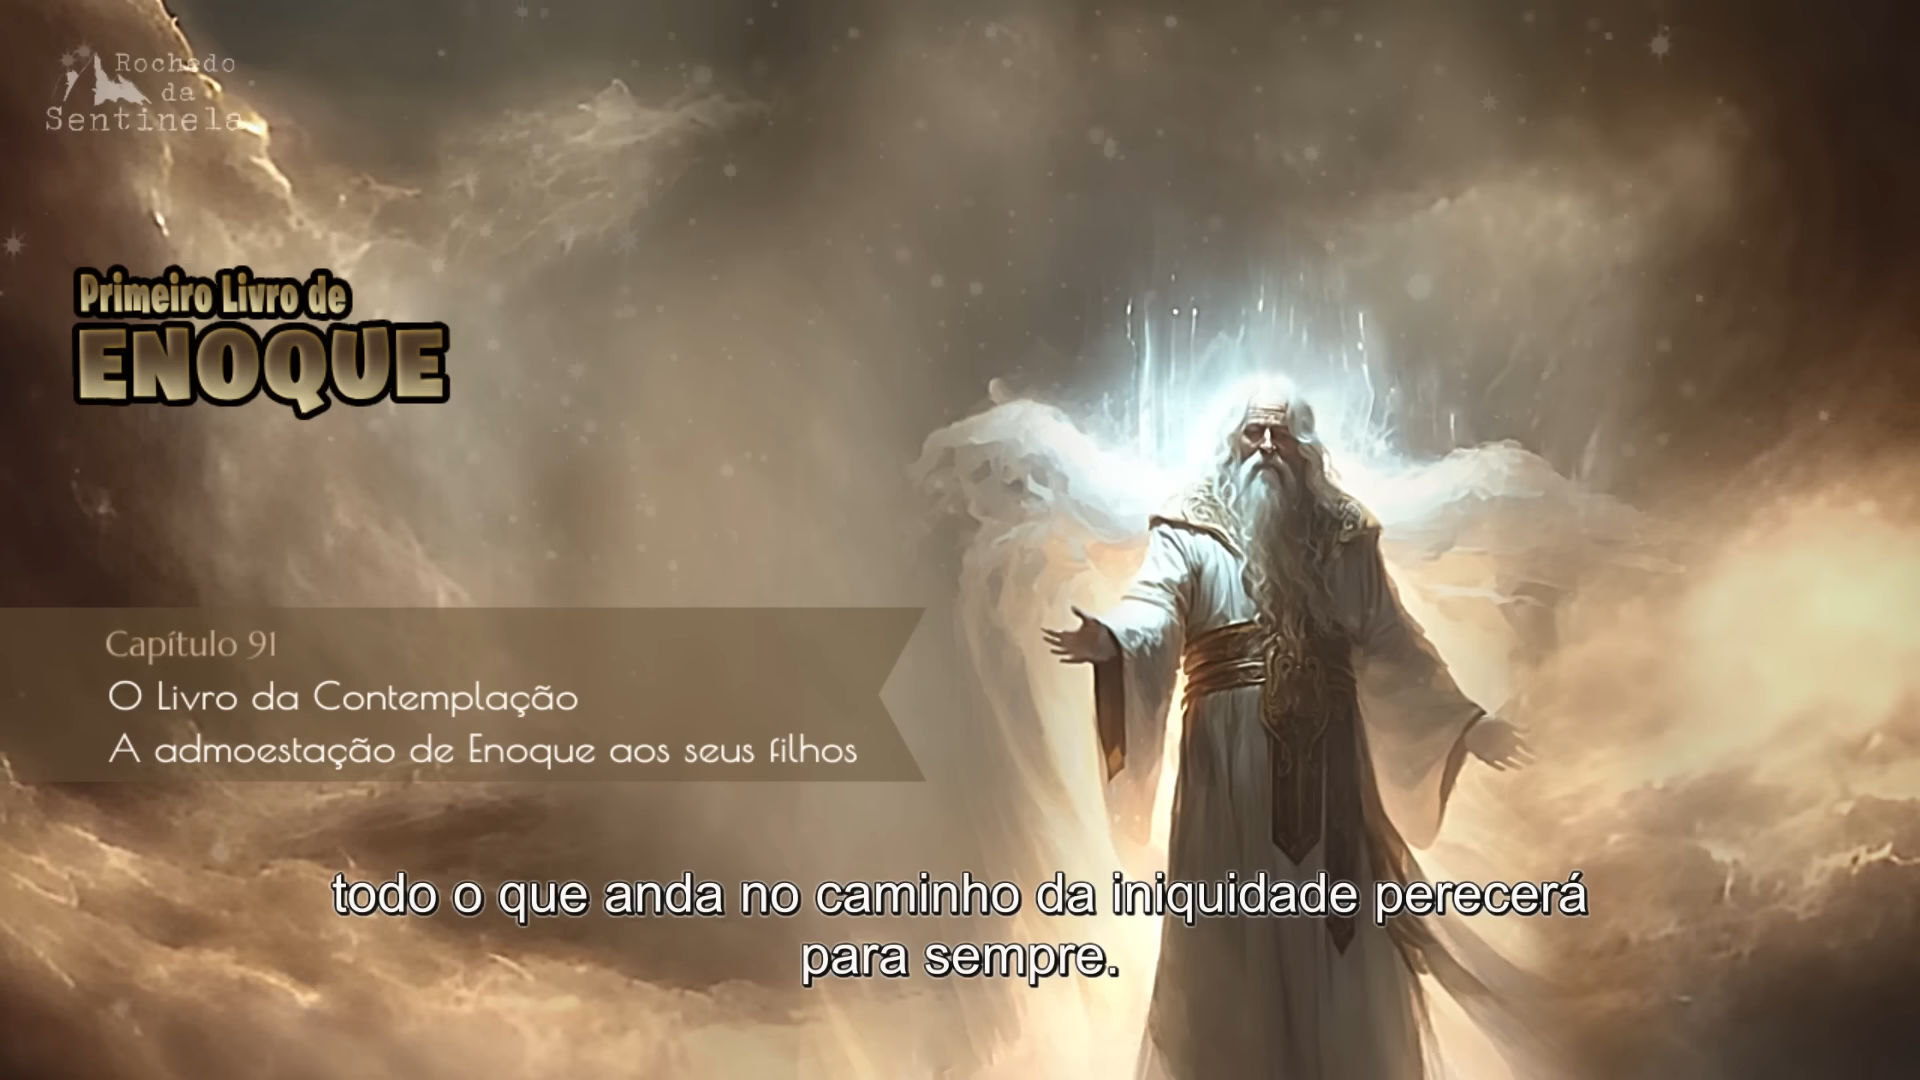 Rochedo
da
Sentinela
Primeiro Livro de
ENOQUE
Capítulo 91
O Livro da Contemplação
A admoestação de Enoque aos seus filhos
todo o que anda no caminho da iniquidade perecerá
para sempre.